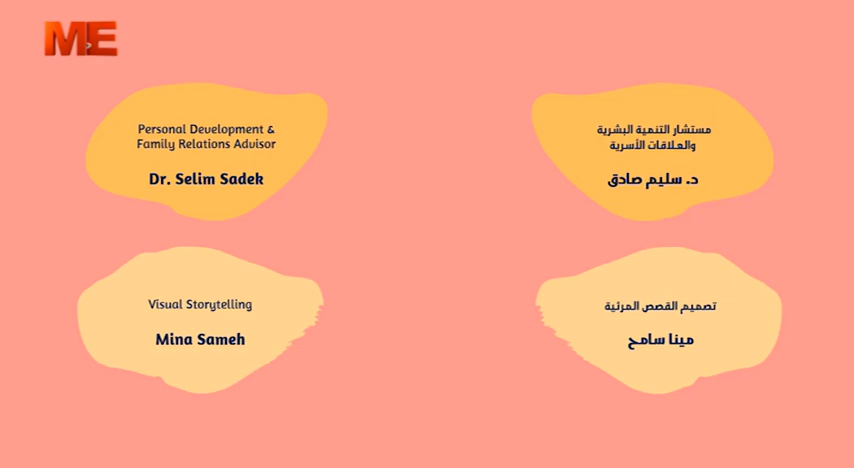 ME
Personal Development &
Family Relations Advisor
Dr. Selim Sadek
مستشار التنمية البشرية
والعلاقات الأسرية
د. سليم صادق
Visual Storytelling
Mina Sameh
تصميم القصص المرئية
مينا سامح